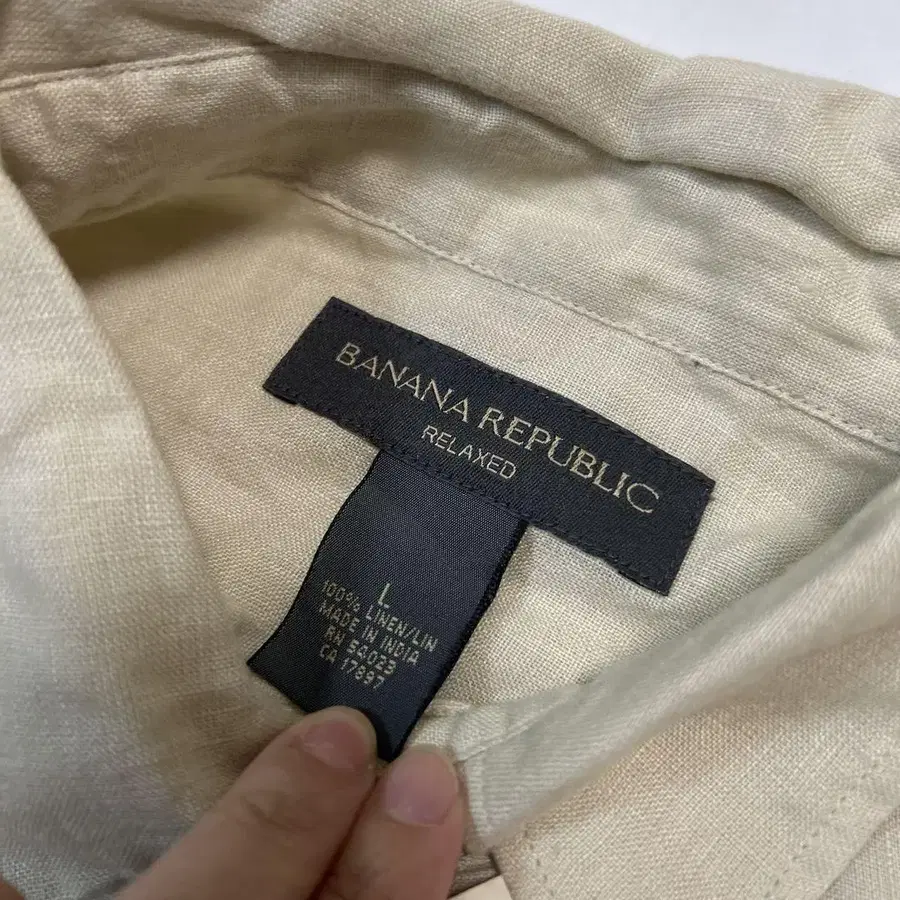 BANANA REPUBLIC
RELAXED
L
100% LINEN/LIN
MADE IN INDIA
RN 54023
CA 17897